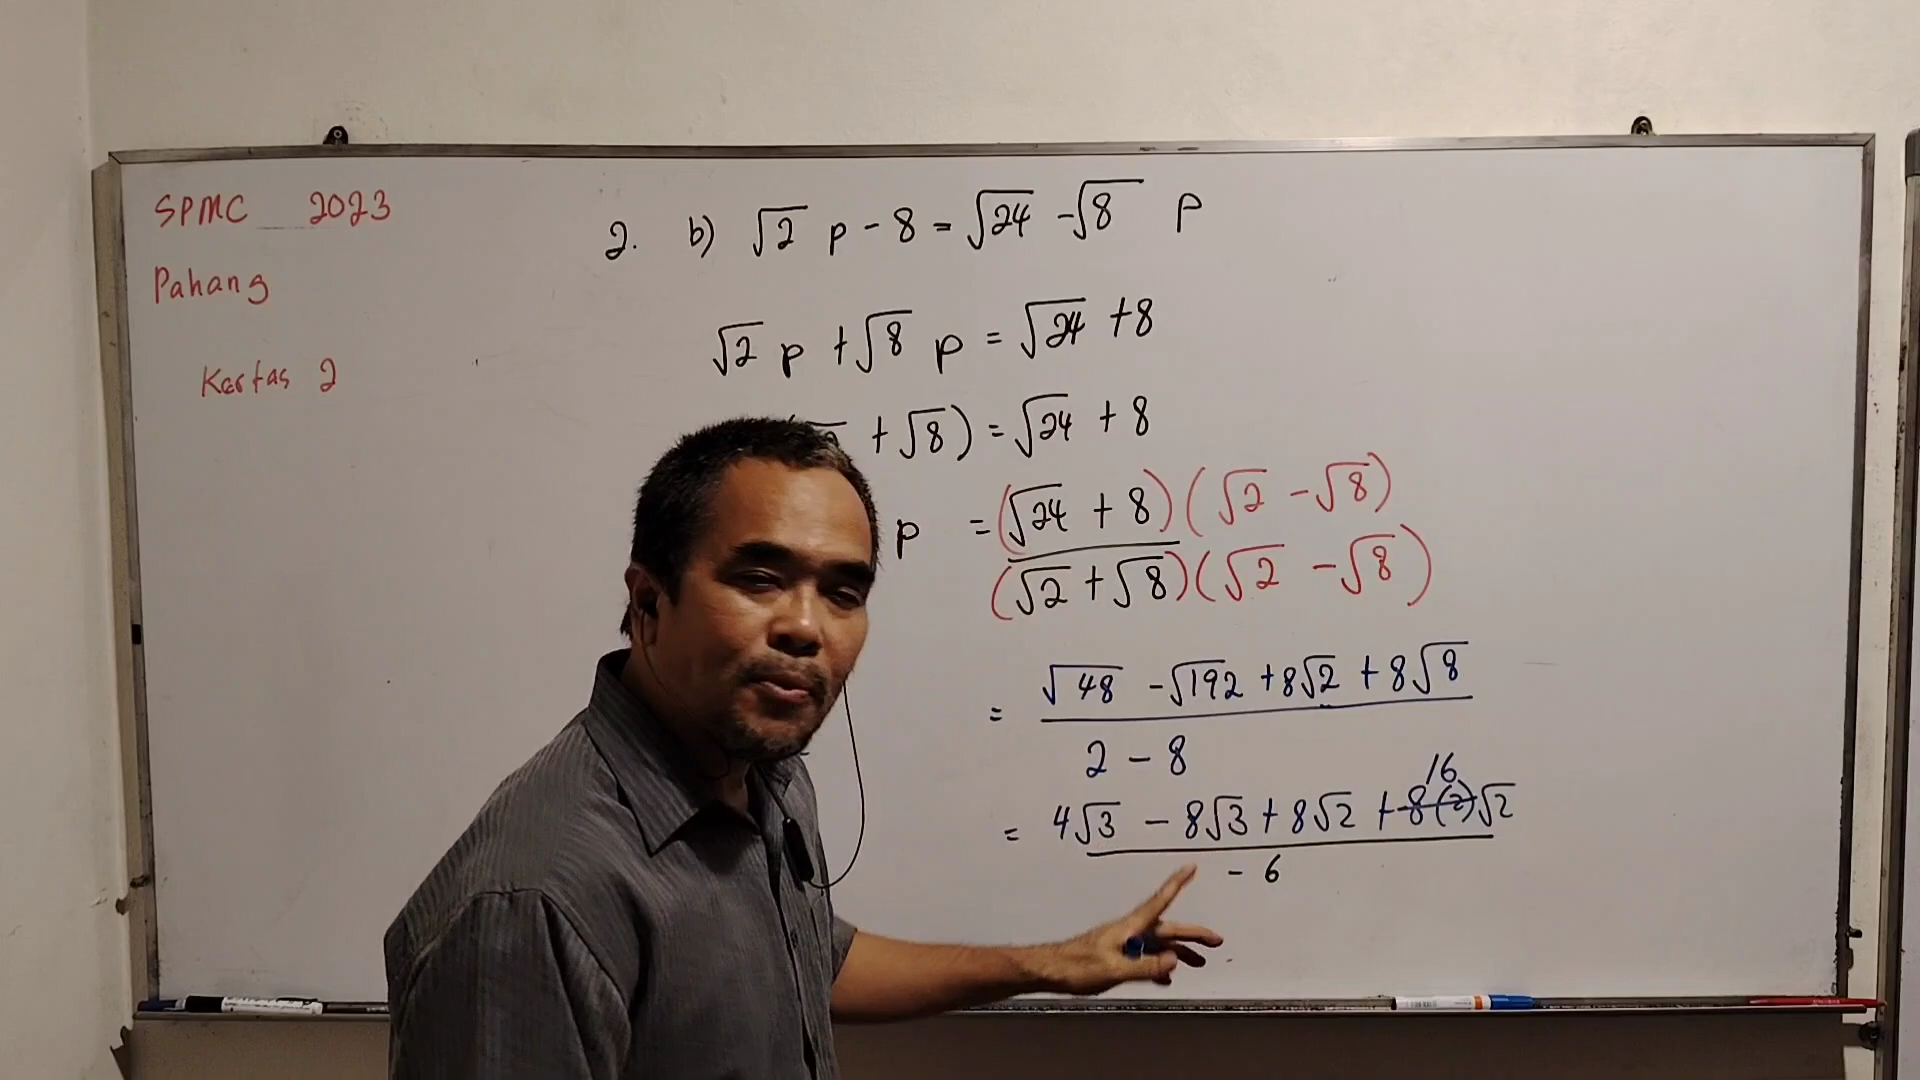 SPMC 2023
Pahang
Kertas 2
2. b) √2 p - 8 = √24 - √8 p
√2 p + √8 p = √24 + 8
+ √8) = √24 + 8
p = (√24 + 8)(√2 - √8)
(√2 + √8)(√2 - √8)
= √48 - √192 + 8√2 + 8√8
2 - 8
16
= 4√3 - 8√3 + 8√2 + 8(2)√2
- 6